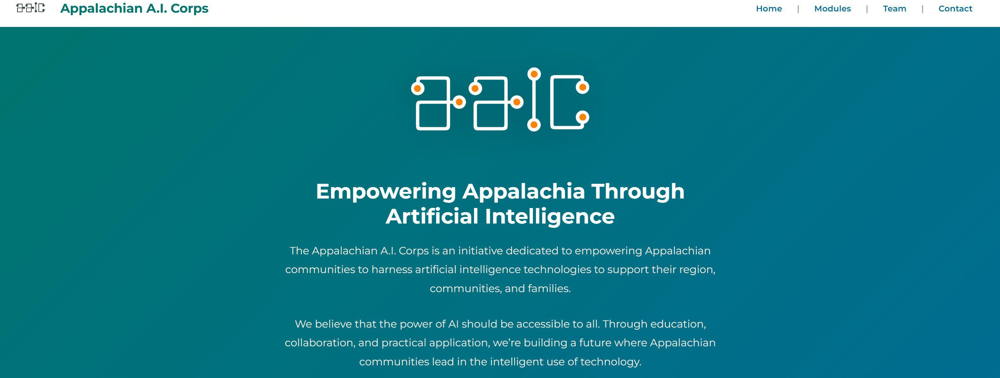 aaic Appalachian A.I. Corps Home | Modules | Team | Contact
aaic
Empowering Appalachia Through
Artificial Intelligence
The Appalachian A.I. Corps is an initiative dedicated to empowering Appalachian
communities to harness artificial intelligence technologies to support their region,
communities, and families.
We believe that the power of AI should be accessible to all. Through education,
collaboration, and practical application, we’re building a future where Appalachian
communities lead in the intelligent use of technology.